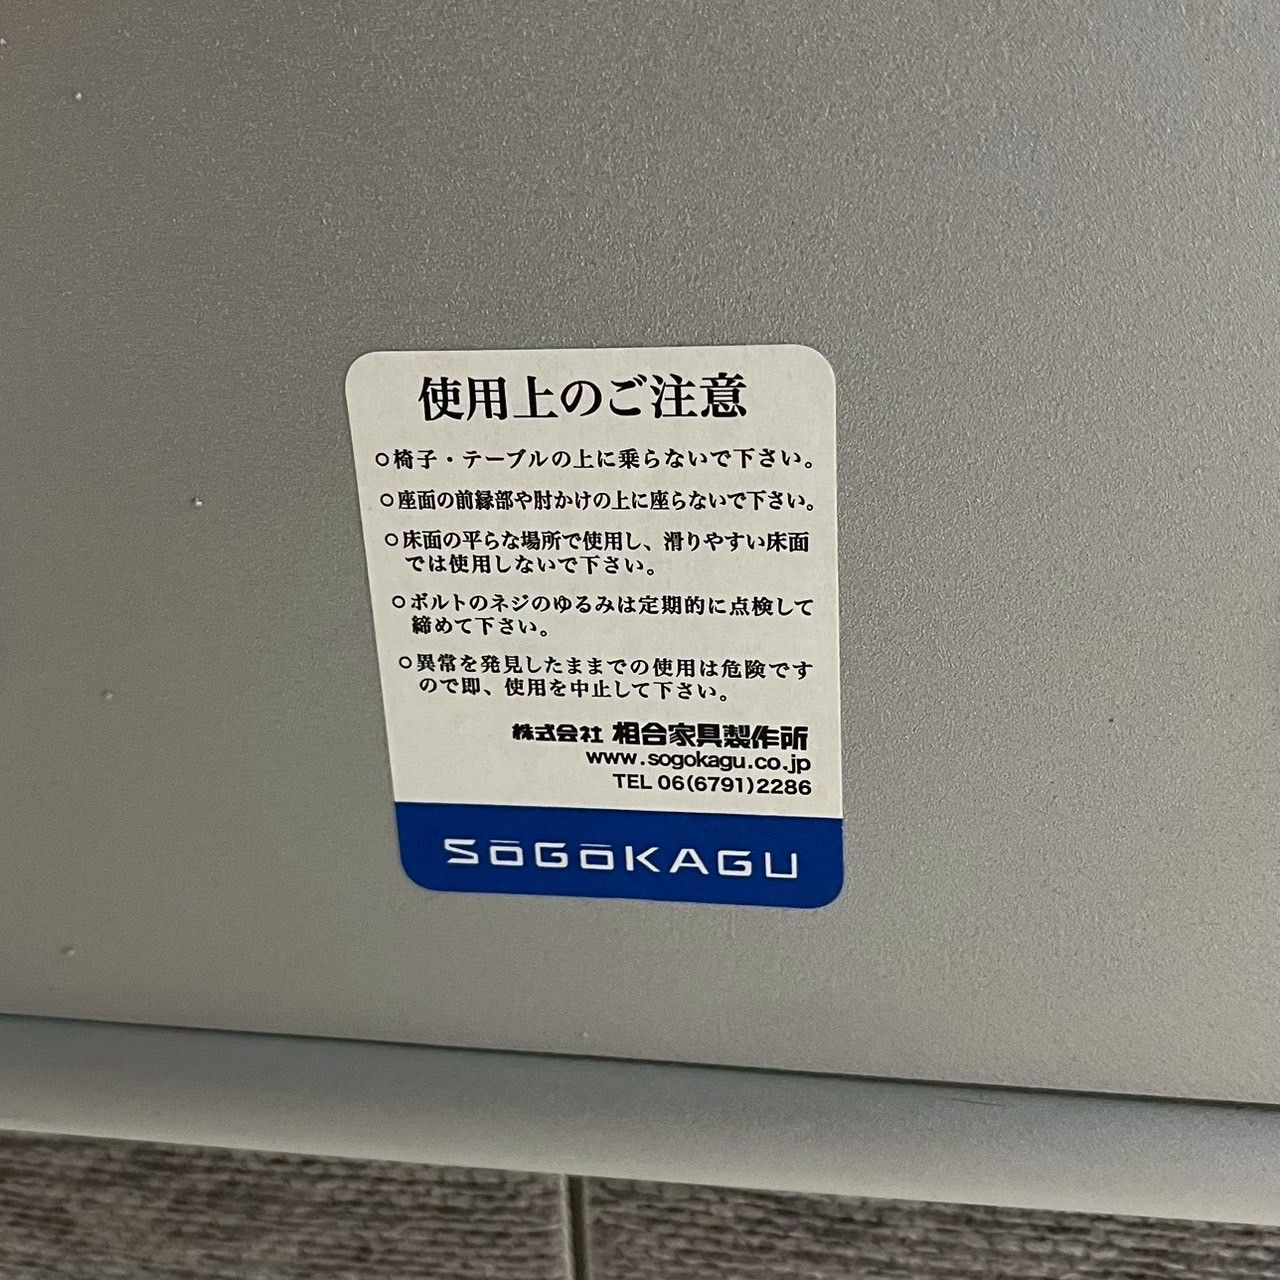 使用上のご注意
○椅子・テーブルの上に乗らないで下さい。
○座面の前縁部や肘かけの上に座らないで下さい。
○床面の平らな場所で使用し、滑りやすい床面
では使用しないで下さい。
○ボルトのネジのゆるみは定期的に点検して
締めて下さい。
○異常を発見したままでの使用は危険です
ので即、使用を中止して下さい。
株式会社 相合家具製作所
www.sogokagu.co.jp
TEL 06(6791)2286
SōGōKAGU